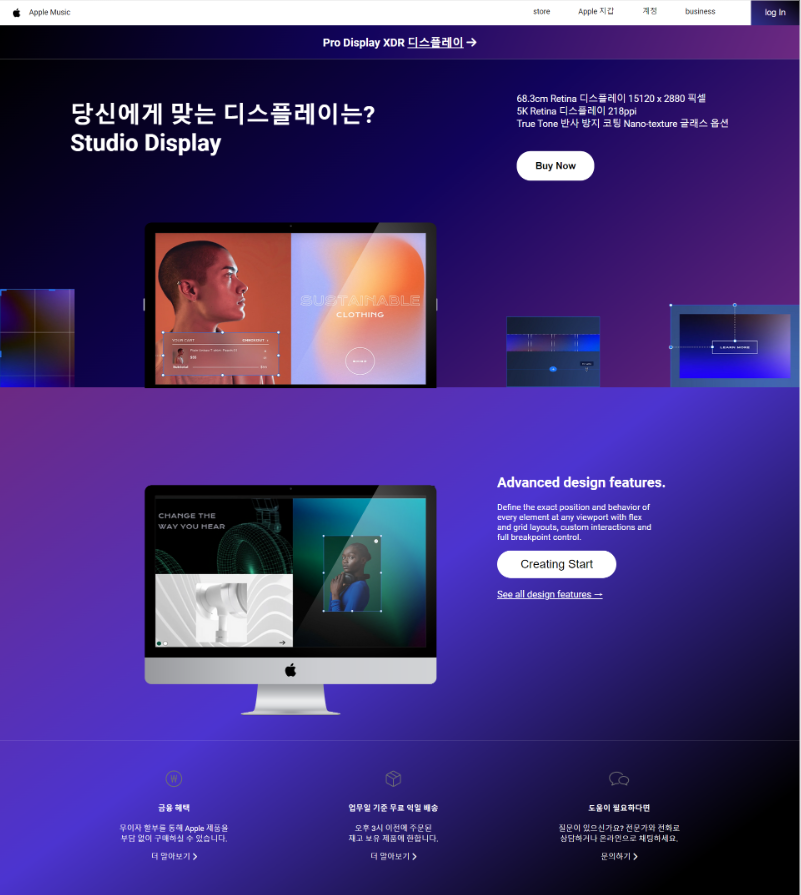 Apple Music
store
Apple 지갑
계정
business
log In
Pro Display XDR 디스플레이 →
당신에게 맞는 디스플레이는?
Studio Display
68.3cm Retina 디스플레이 15120 x 2880 픽셀
5K Retina 디스플레이 218ppi
True Tone 반사 방지 코팅 Nano-texture 글래스 옵션
Buy Now
SUSTAINABLE
CLOTHING
LEARN MORE
CHANGE THE
WAY YOU HEAR
Advanced design features.
Define the exact position and behavior of
every element at any viewport with flex
and grid layouts, custom interactions and
full breakpoint control.
Creating Start
See all design features →
금융 혜택
무이자 할부를 통해 Apple 제품을
부담 없이 구매하실 수 있습니다.
더 알아보기 >
업무일 기준 무료 익일 배송
오후 3시 이전에 주문된
재고 보유 제품에 한합니다.
더 알아보기 >
도움이 필요하다면
질문이 있으신가요? 전문가와 전화로
상담하거나 온라인으로 채팅하세요.
문의하기 >